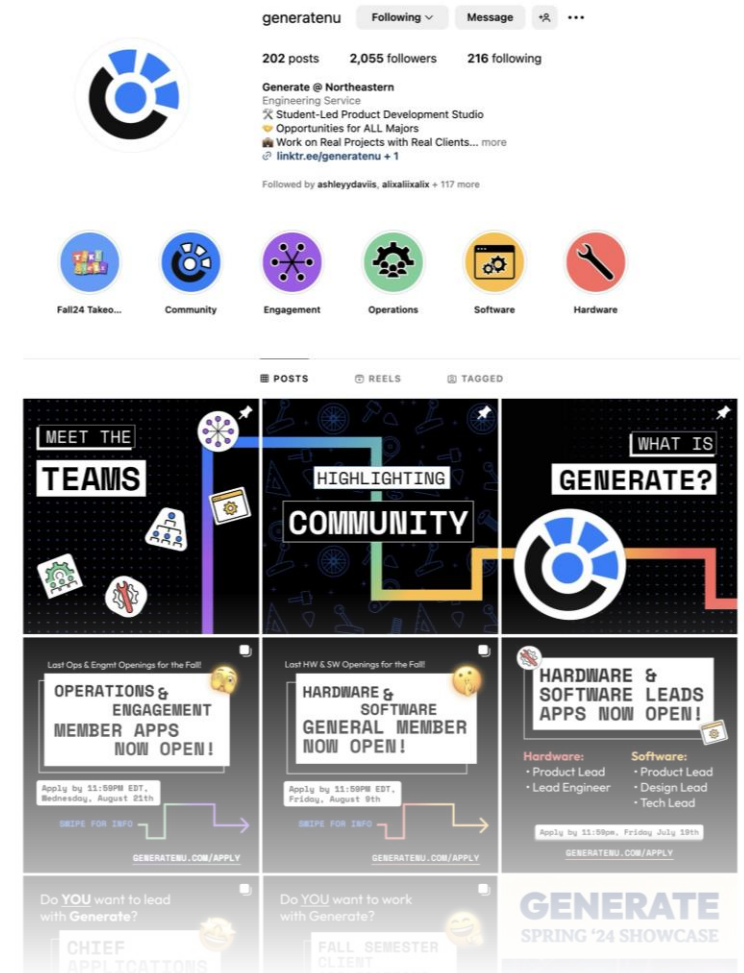 generatenu Following Message
202 posts 2,055 followers 216 following
Generate @ Northeastern
Engineering Service
🛠 Student-Led Product Development Studio
🤝 Opportunities for ALL Majors
💼 Work on Real Projects with Real Clients... more
linktr.ee/generatenu + 1
Followed by ashleyydaviis, alixaliixalix + 117 more
Fall24 Takeo... Community Engagement Operations Software Hardware
POSTS REELS TAGGED
MEET THE
TEAMS
HIGHLIGHTING
COMMUNITY
WHAT IS
GENERATE?
Last Ops & Engmt Openings for the Fall!
OPERATIONS &
ENGAGEMENT
MEMBER APPS
NOW OPEN!
Apply by 11:59PM EDT,
Wednesday, August 21th
SWIPE FOR INFO
GENERATENU.COM/APPLY
Last HW & SW Openings for the Fall!
HARDWARE &
SOFTWARE
GENERAL MEMBER
NOW OPEN!
Apply by 11:59PM EDT,
Friday, August 9th
SWIPE FOR INFO
GENERATENU.COM/APPLY
HARDWARE &
SOFTWARE LEADS
APPS NOW OPEN!
Hardware:
• Product Lead
• Lead Engineer
Software:
• Product Lead
• Design Lead
• Tech Lead
Apply by 11:59pm, Friday July 19th
GENERATENU.COM/APPLY
Do YOU want to lead
with Generate?
CHIEF
APPLICATIONS
Do YOU want to work
with Generate?
FALL SEMESTER
CLIENT
GENERATE
SPRING '24 SHOWCASE